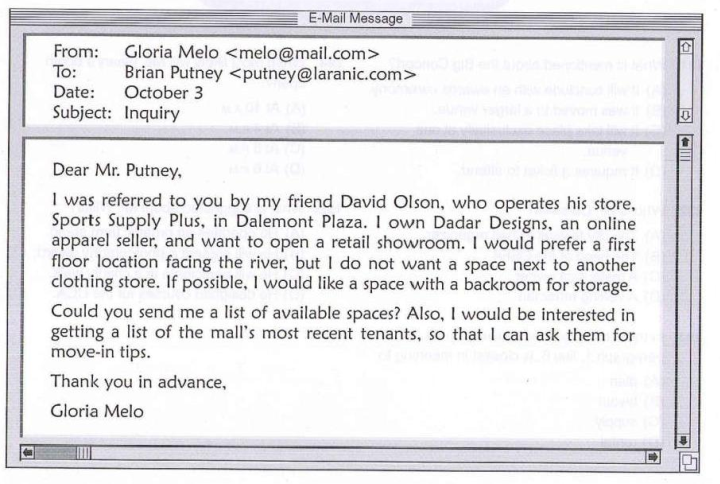 E-Mail Message
From: Gloria Melo <melo@mail.com>
To: Brian Putney <putney@laranic.com>
Date: October 3
Subject: Inquiry
Dear Mr. Putney,
I was referred to you by my friend David Olson, who operates his store,
Sports Supply Plus, in Dalemont Plaza. I own Dadar Designs, an online
apparel seller, and want to open a retail showroom. I would prefer a first
floor location facing the river, but I do not want a space next to another
clothing store. If possible, I would like a space with a backroom for storage.
Could you send me a list of available spaces? Also, I would be interested in
getting a list of the mall's most recent tenants, so that I can ask them for
move-in tips.
Thank you in advance,
Gloria Melo